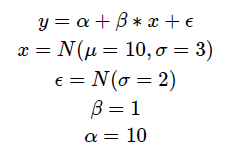 y = α + β * x + ϵ
x = N(μ = 10, σ = 3)
ϵ = N(σ = 2)
β = 1
α = 10